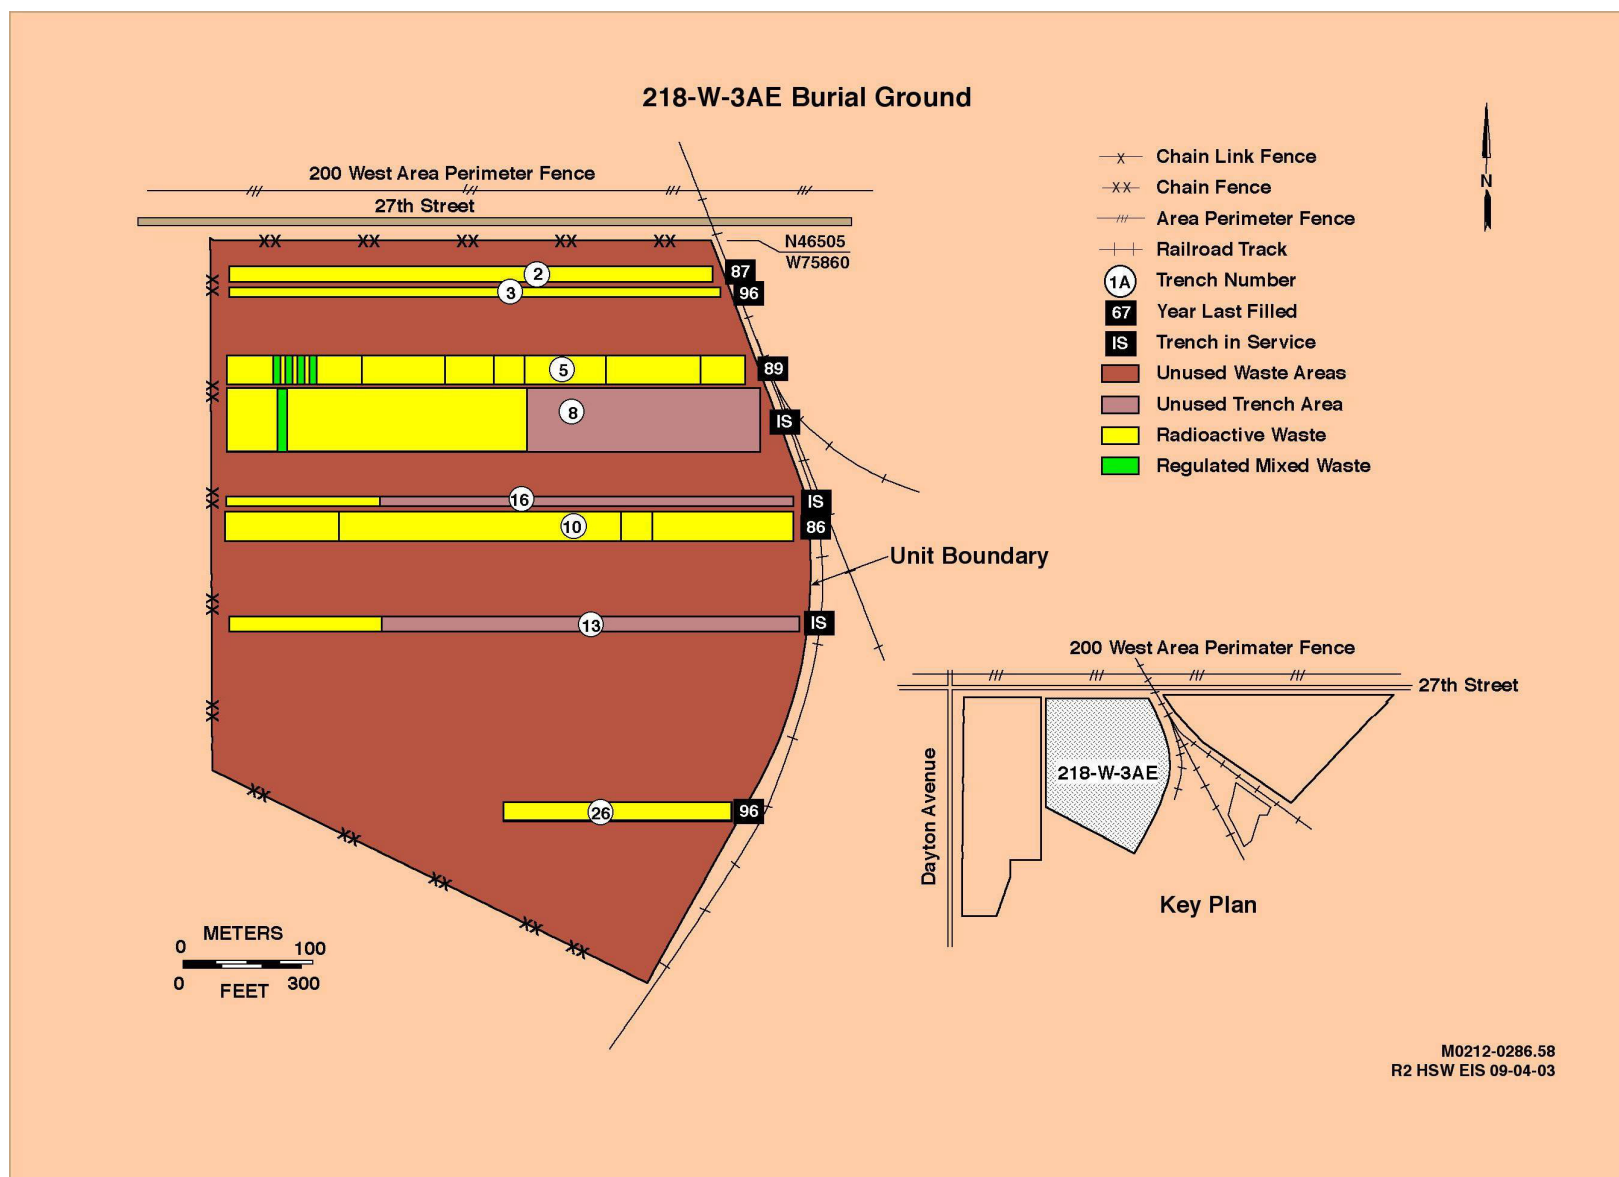 218-W-3AE Burial Ground
200 West Area Perimeter Fence
27th Street
N46505
W75860
2
87
3
96
5
89
8
IS
16
IS
10
86
Unit Boundary
13
IS
26
96
0 METERS 100
0 FEET 300
Chain Link Fence
Chain Fence
Area Perimeter Fence
Railroad Track
1A Trench Number
67 Year Last Filled
IS Trench in Service
Unused Waste Areas
Unused Trench Area
Radioactive Waste
Regulated Mixed Waste
N
200 West Area Perimater Fence
27th Street
Dayton Avenue
218-W-3AE
Key Plan
M0212-0286.58
R2 HSW EIS 09-04-03